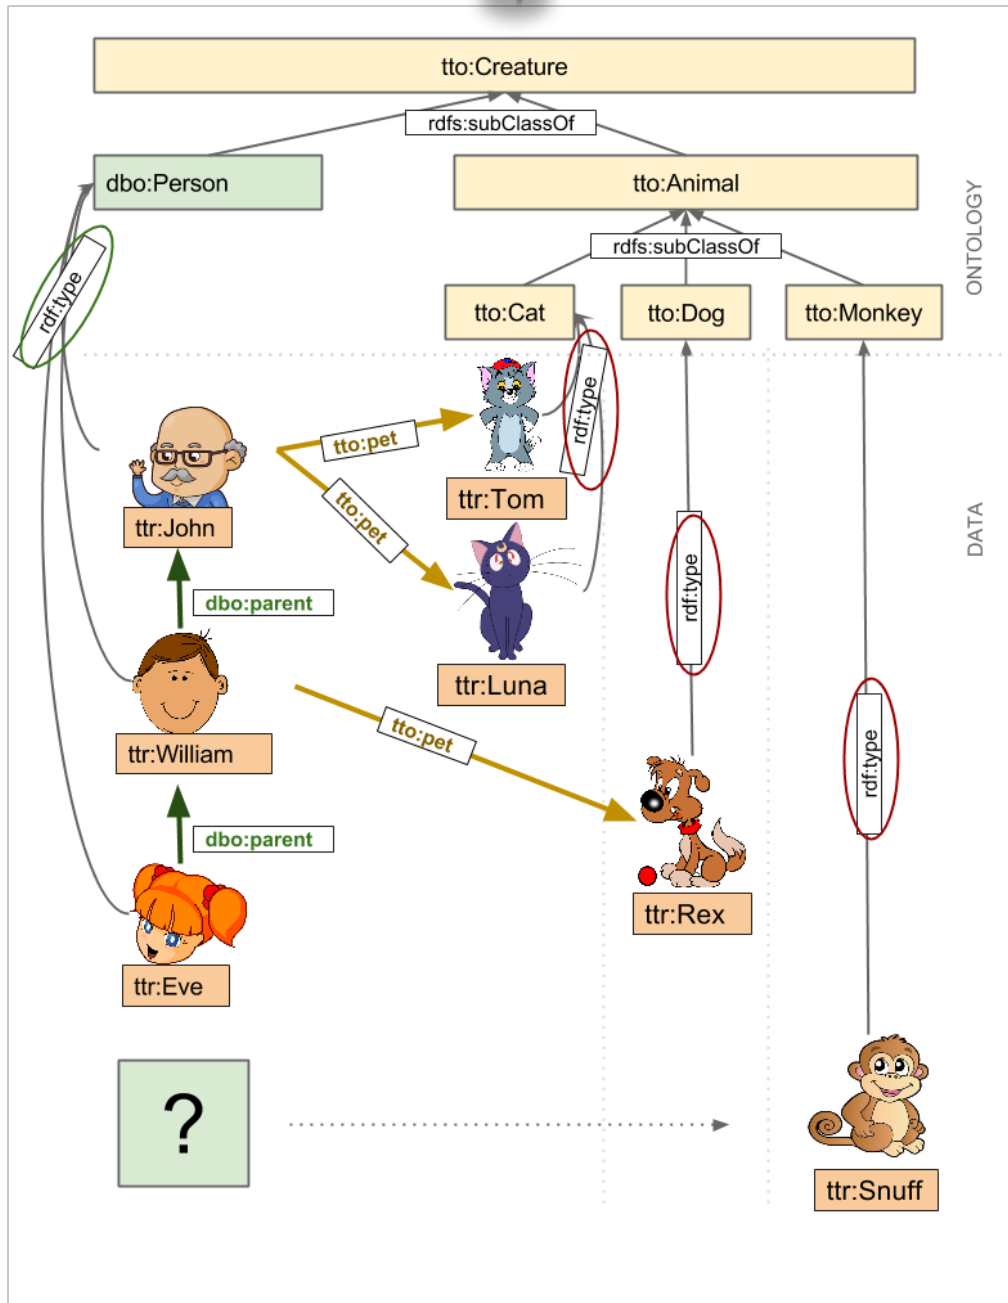 tto:Creature
rdfs:subClassOf
dbo:Person
tto:Animal
rdfs:subClassOf
ONTOLOGY
rdf:type
tto:Cat
tto:Dog
tto:Monkey
rdf:type
tto:pet
tto:pet
ttr:Tom
ttr:John
DATA
rdf:type
dbo:parent
ttr:Luna
tto:pet
ttr:William
rdf:type
dbo:parent
ttr:Rex
ttr:Eve
?
ttr:Snuff